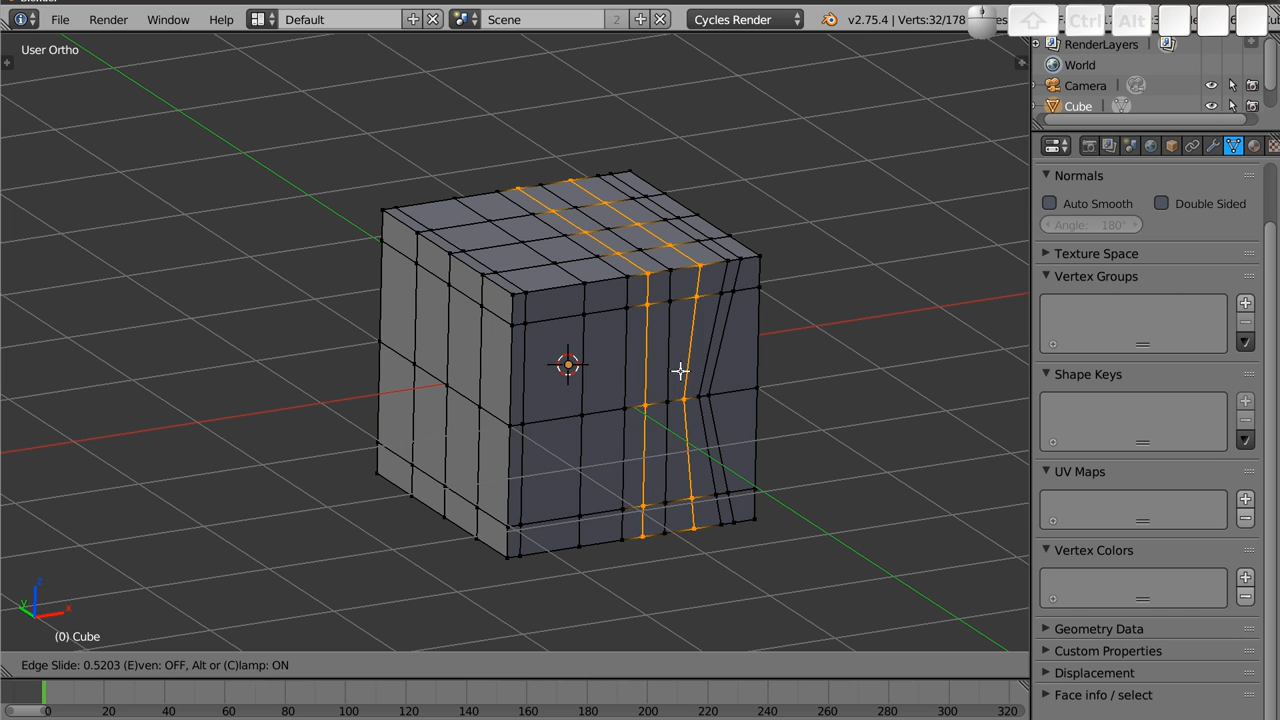 File Render Window Help Default Scene 2 Cycles Render v2.75.4 | Verts:32/178
Ctrl Alt
User Ortho
RenderLayers
World
Camera
Cube
Normals
Auto Smooth Double Sided
Angle: 180°
Texture Space
Vertex Groups
Shape Keys
UV Maps
Vertex Colors
Geometry Data
Custom Properties
Displacement
Face info / select
z
y x
(0) Cube
Edge Slide: 0.5203 (E)ven: OFF, Alt or (C)lamp: ON
0 20 40 60 80 100 120 140 160 180 200 220 240 260 280 300 320